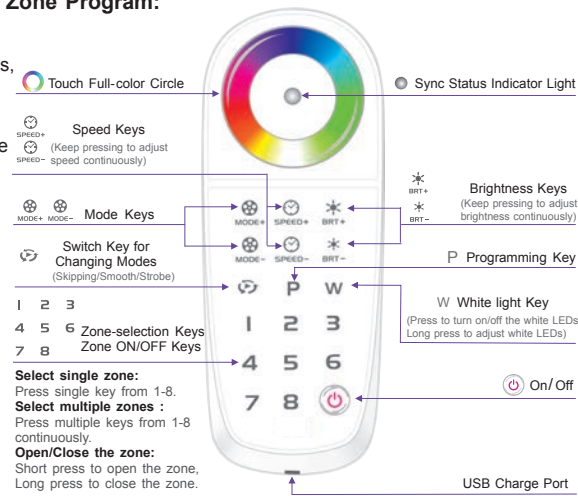 Zone Program:
s,
Touch Full-color Circle
Sync Status Indicator Light
SPEED+
Speed Keys
e
SPEED-
(Keep pressing to adjust
speed continuously)
BRT+
BRT-
Brightness Keys
(Keep pressing to adjust
brightness continuously)
MODE+ MODE- Mode Keys
MODE+ SPEED+ BRT+
MODE- SPEED- BRT-
Switch Key for
Changing Modes
(Skipping/Smooth/Strobe)
P Programming Key
P W
W White light Key
(Press to turn on/off the white LEDs
Long press to adjust white LEDs)
1 2 3
4 5 6
7 8
Zone-selection Keys
Zone ON/OFF Keys
1 2 3
4 5 6
7 8
On/Off
Select single zone:
Press single key from 1-8.
Select multiple zones :
Press multiple keys from 1-8
continuously.
Open/Close the zone:
Short press to open the zone,
Long press to close the zone.
USB Charge Port